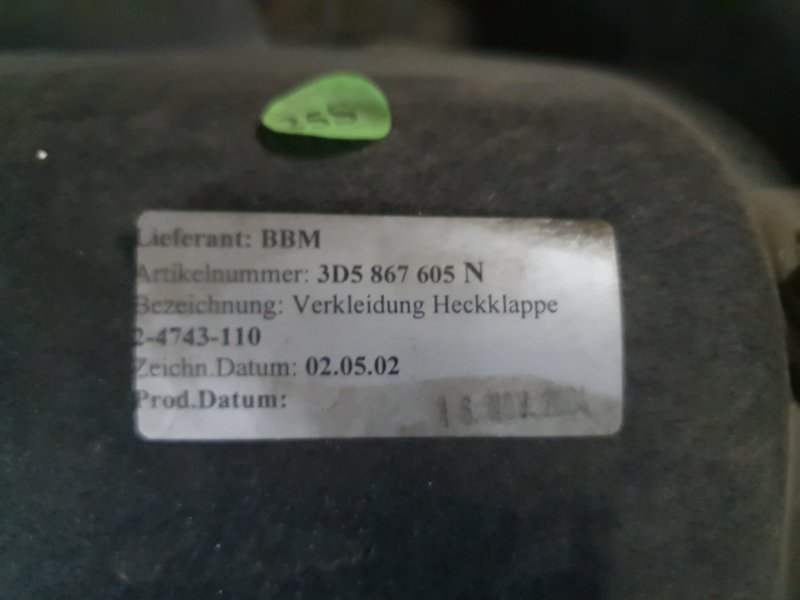 Lieferant: BBM
Artikelnummer: 3D5 867 605 N
Bezeichnung: Verkleidung Heckklappe
2-4743-110
Zeichn.Datum: 02.05.02
Prod.Datum: